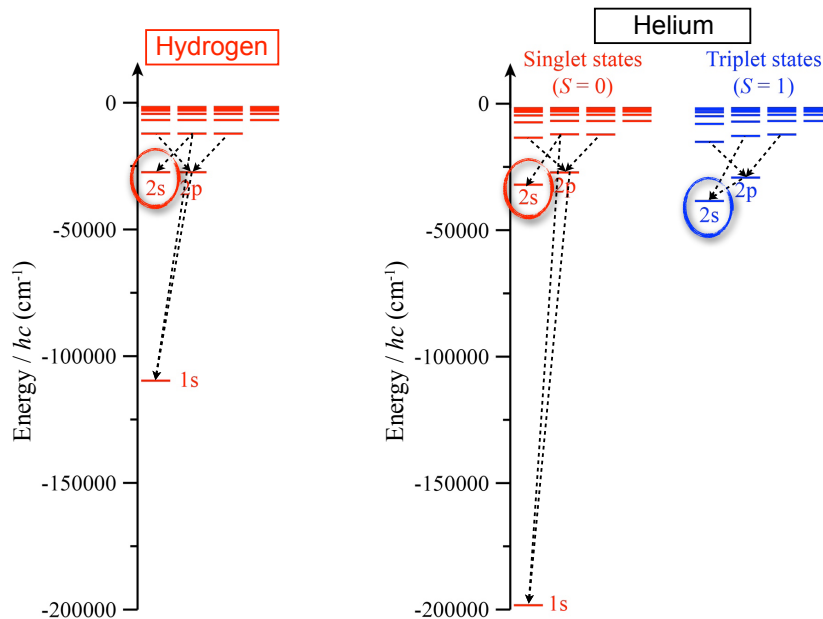 Hydrogen
Helium
Singlet states
(S = 0)
Triplet states
(S = 1)
Energy / hc (cm⁻¹)
0
-50000
-100000
-150000
-200000
2s
2p
1s
Energy / hc (cm⁻¹)
0
-50000
-100000
-150000
-200000
2s
2p
1s
2s
2p